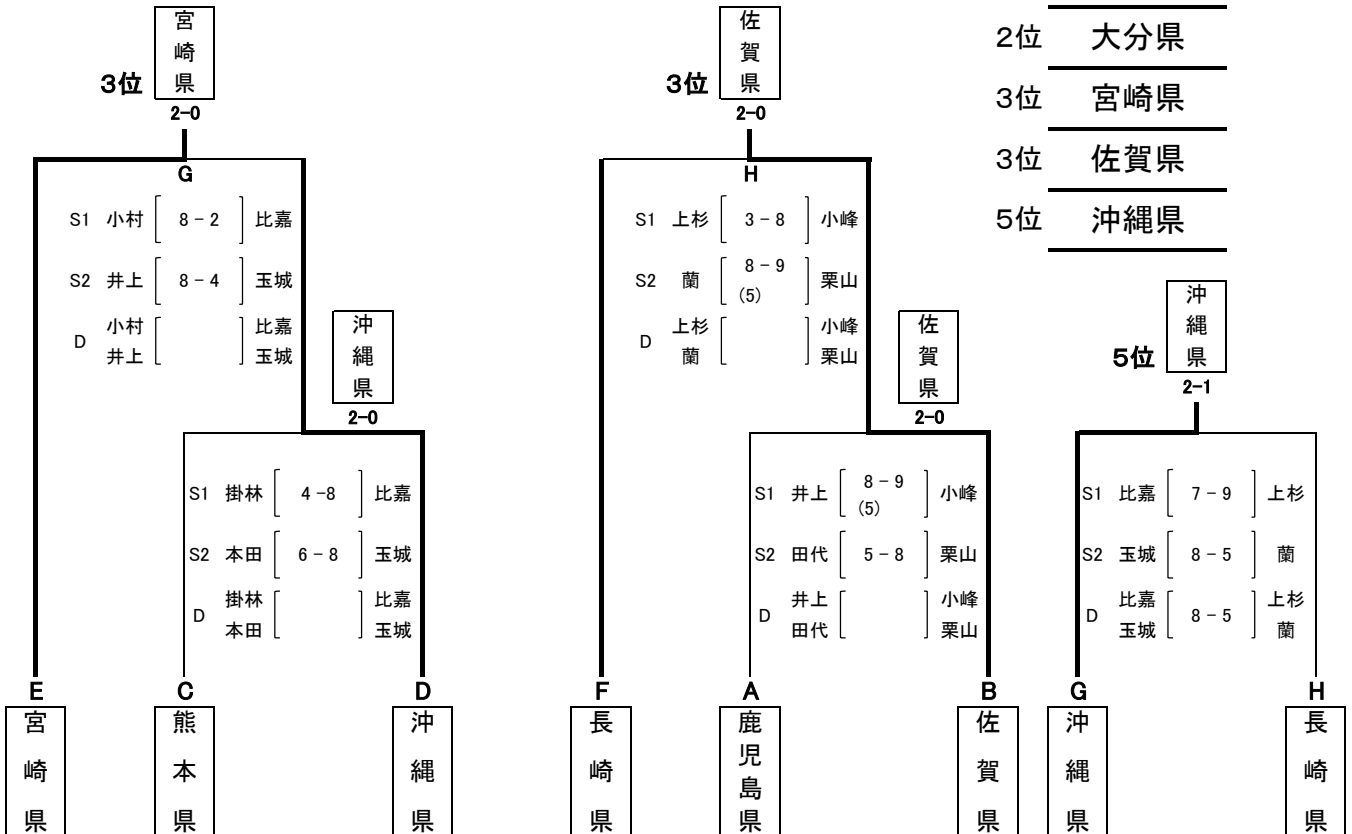 宮崎県
3位
2-0
G
S1 小村 [ 8-2 ] 比嘉
S2 井上 [ 8-4 ] 玉城
D 小村 井上 [ ] 比嘉 玉城
沖縄県
2-0
S1 掛林 [ 4-8 ] 比嘉
S2 本田 [ 6-8 ] 玉城
D 掛林 本田 [ ] 比嘉 玉城
E
宮崎県
C
熊本県
D
沖縄県
佐賀県
3位
2-0
H
S1 上杉 [ 3-8 ] 小峰
S2 蘭 [ 8-9 (5) ] 栗山
D 上杉 蘭 [ ] 小峰 栗山
佐賀県
2-0
S1 井上 [ 8-9 (5) ] 小峰
S2 田代 [ 5-8 ] 栗山
D 井上 田代 [ ] 小峰 栗山
F
長崎県
A
鹿児島県
B
佐賀県
2位 大分県
3位 宮崎県
3位 佐賀県
5位 沖縄県
沖縄県
5位
2-1
S1 比嘉 [ 7-9 ] 上杉
S2 玉城 [ 8-5 ] 蘭
D 比嘉 玉城 [ 8-5 ] 上杉 蘭
G
沖縄県
H
長崎県